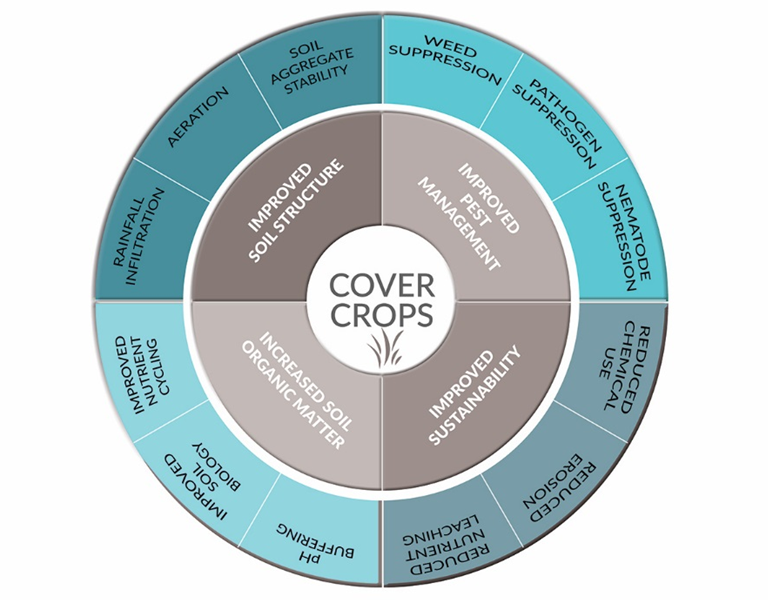 COVER
CROPS
IMPROVED
SOIL STRUCTURE
IMPROVED
PEST
MANAGEMENT
IMPROVED
SUSTAINABILITY
INCREASED SOIL
ORGANIC MATTER
WEED
SUPPRESSION
PATHOGEN
SUPPRESSION
NEMATODE
SUPPRESSION
REDUCED
CHEMICAL
USE
REDUCED
EROSION
REDUCED
NUTRIENT
LEACHING
pH
BUFFERING
IMPROVED
SOIL
BIOLOGY
IMPROVED
NUTRIENT
CYCLING
RAINFALL
INFILTRATION
AERATION
SOIL
AGGREGATE
STABILITY